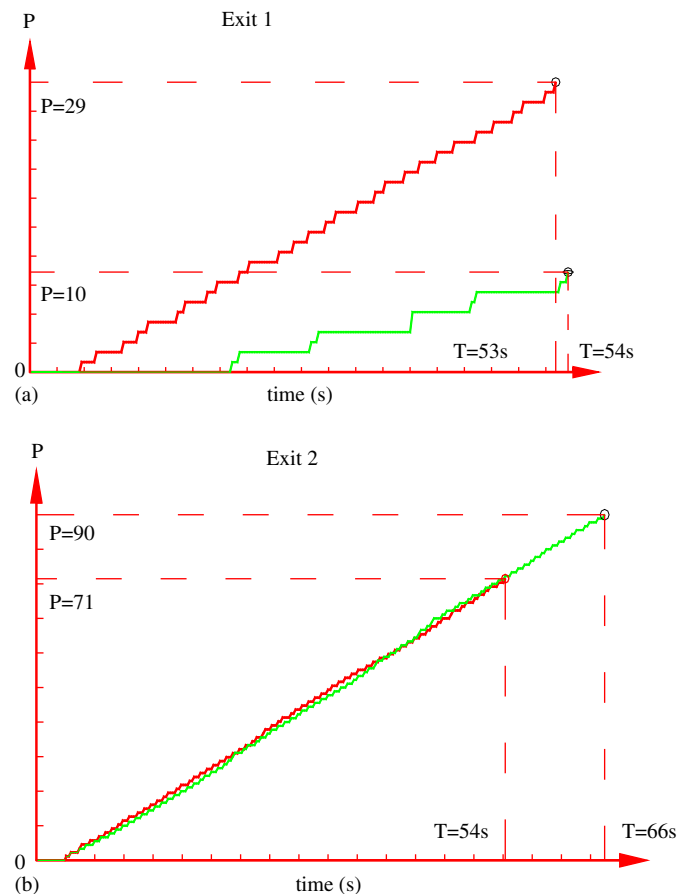 P
Exit 1
P=29
P=10
T=53s
T=54s
0
(a)
time (s)
P
Exit 2
P=90
P=71
T=54s
T=66s
0
(b)
time (s)